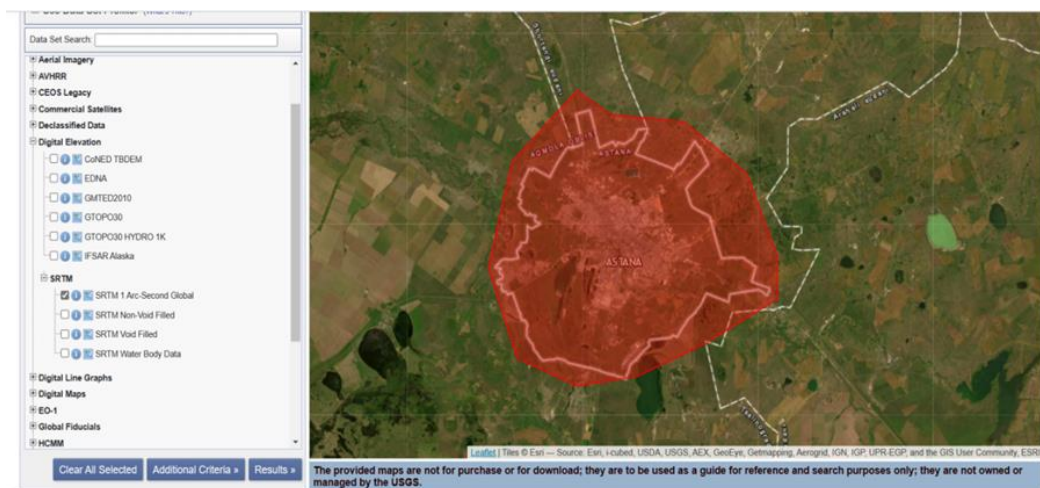 Data Set Search:
Aerial Imagery
AVHRR
CEOS Legacy
Commercial Satellites
Declassified Data
Digital Elevation
CoNED TBDEM
EDNA
GMTED2010
GTOPO30
GTOPO30 HYDRO 1K
IFSAR Alaska
SRTM
SRTM 1 Arc-Second Global
SRTM Non-Void Filled
SRTM Void Filled
SRTM Water Body Data
Digital Line Graphs
Digital Maps
EO-1
Global Fiducials
HCMM
Clear All Selected
Additional Criteria »
Results »
ASTANA
ASTANA
Leaflet | Tiles © Esri — Source: Esri, i-cubed, USDA, USGS, AEX, GeoEye, Getmapping, Aerogrid, IGN, IGP, UPR-EGP, and the GIS User Community, ESRI
The provided maps are not for purchase or for download; they are to be used as a guide for reference and search purposes only; they are not owned or
managed by the USGS.